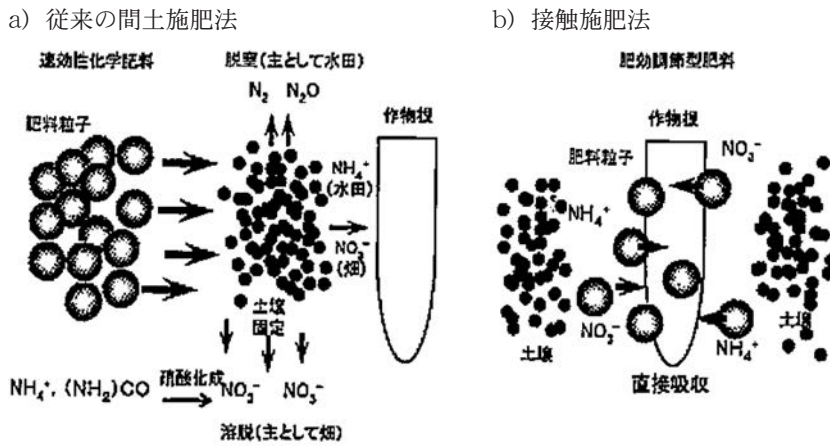 a) 従来の間土施肥法
速効性化学肥料
肥料粒子
脱窒(主として水田)
N₂ N₂O
NH₄⁺
(水田)
NO₃⁻
(畑)
作物根
土壌
固定
NH₄⁺, (NH₂)CO
硝酸化成
NO₃⁻ NO₃⁻
溶脱(主として畑)
b) 接触施肥法
肥効調節型肥料
作物根
肥料粒子
NO₃⁻
NH₄⁺
NO₃⁻
NH₄⁺
土壌
土壌
直接吸収